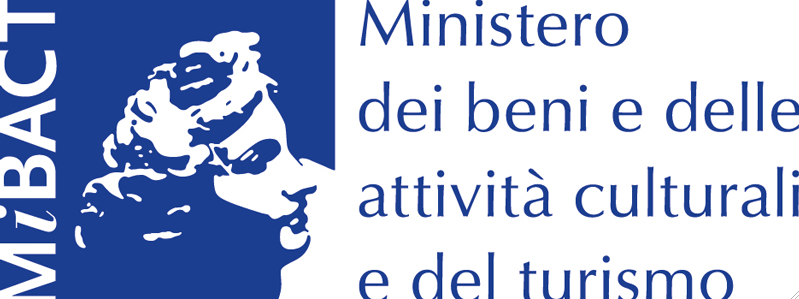 MiBACT
Ministero
dei beni e delle
attività culturali
e del turismo